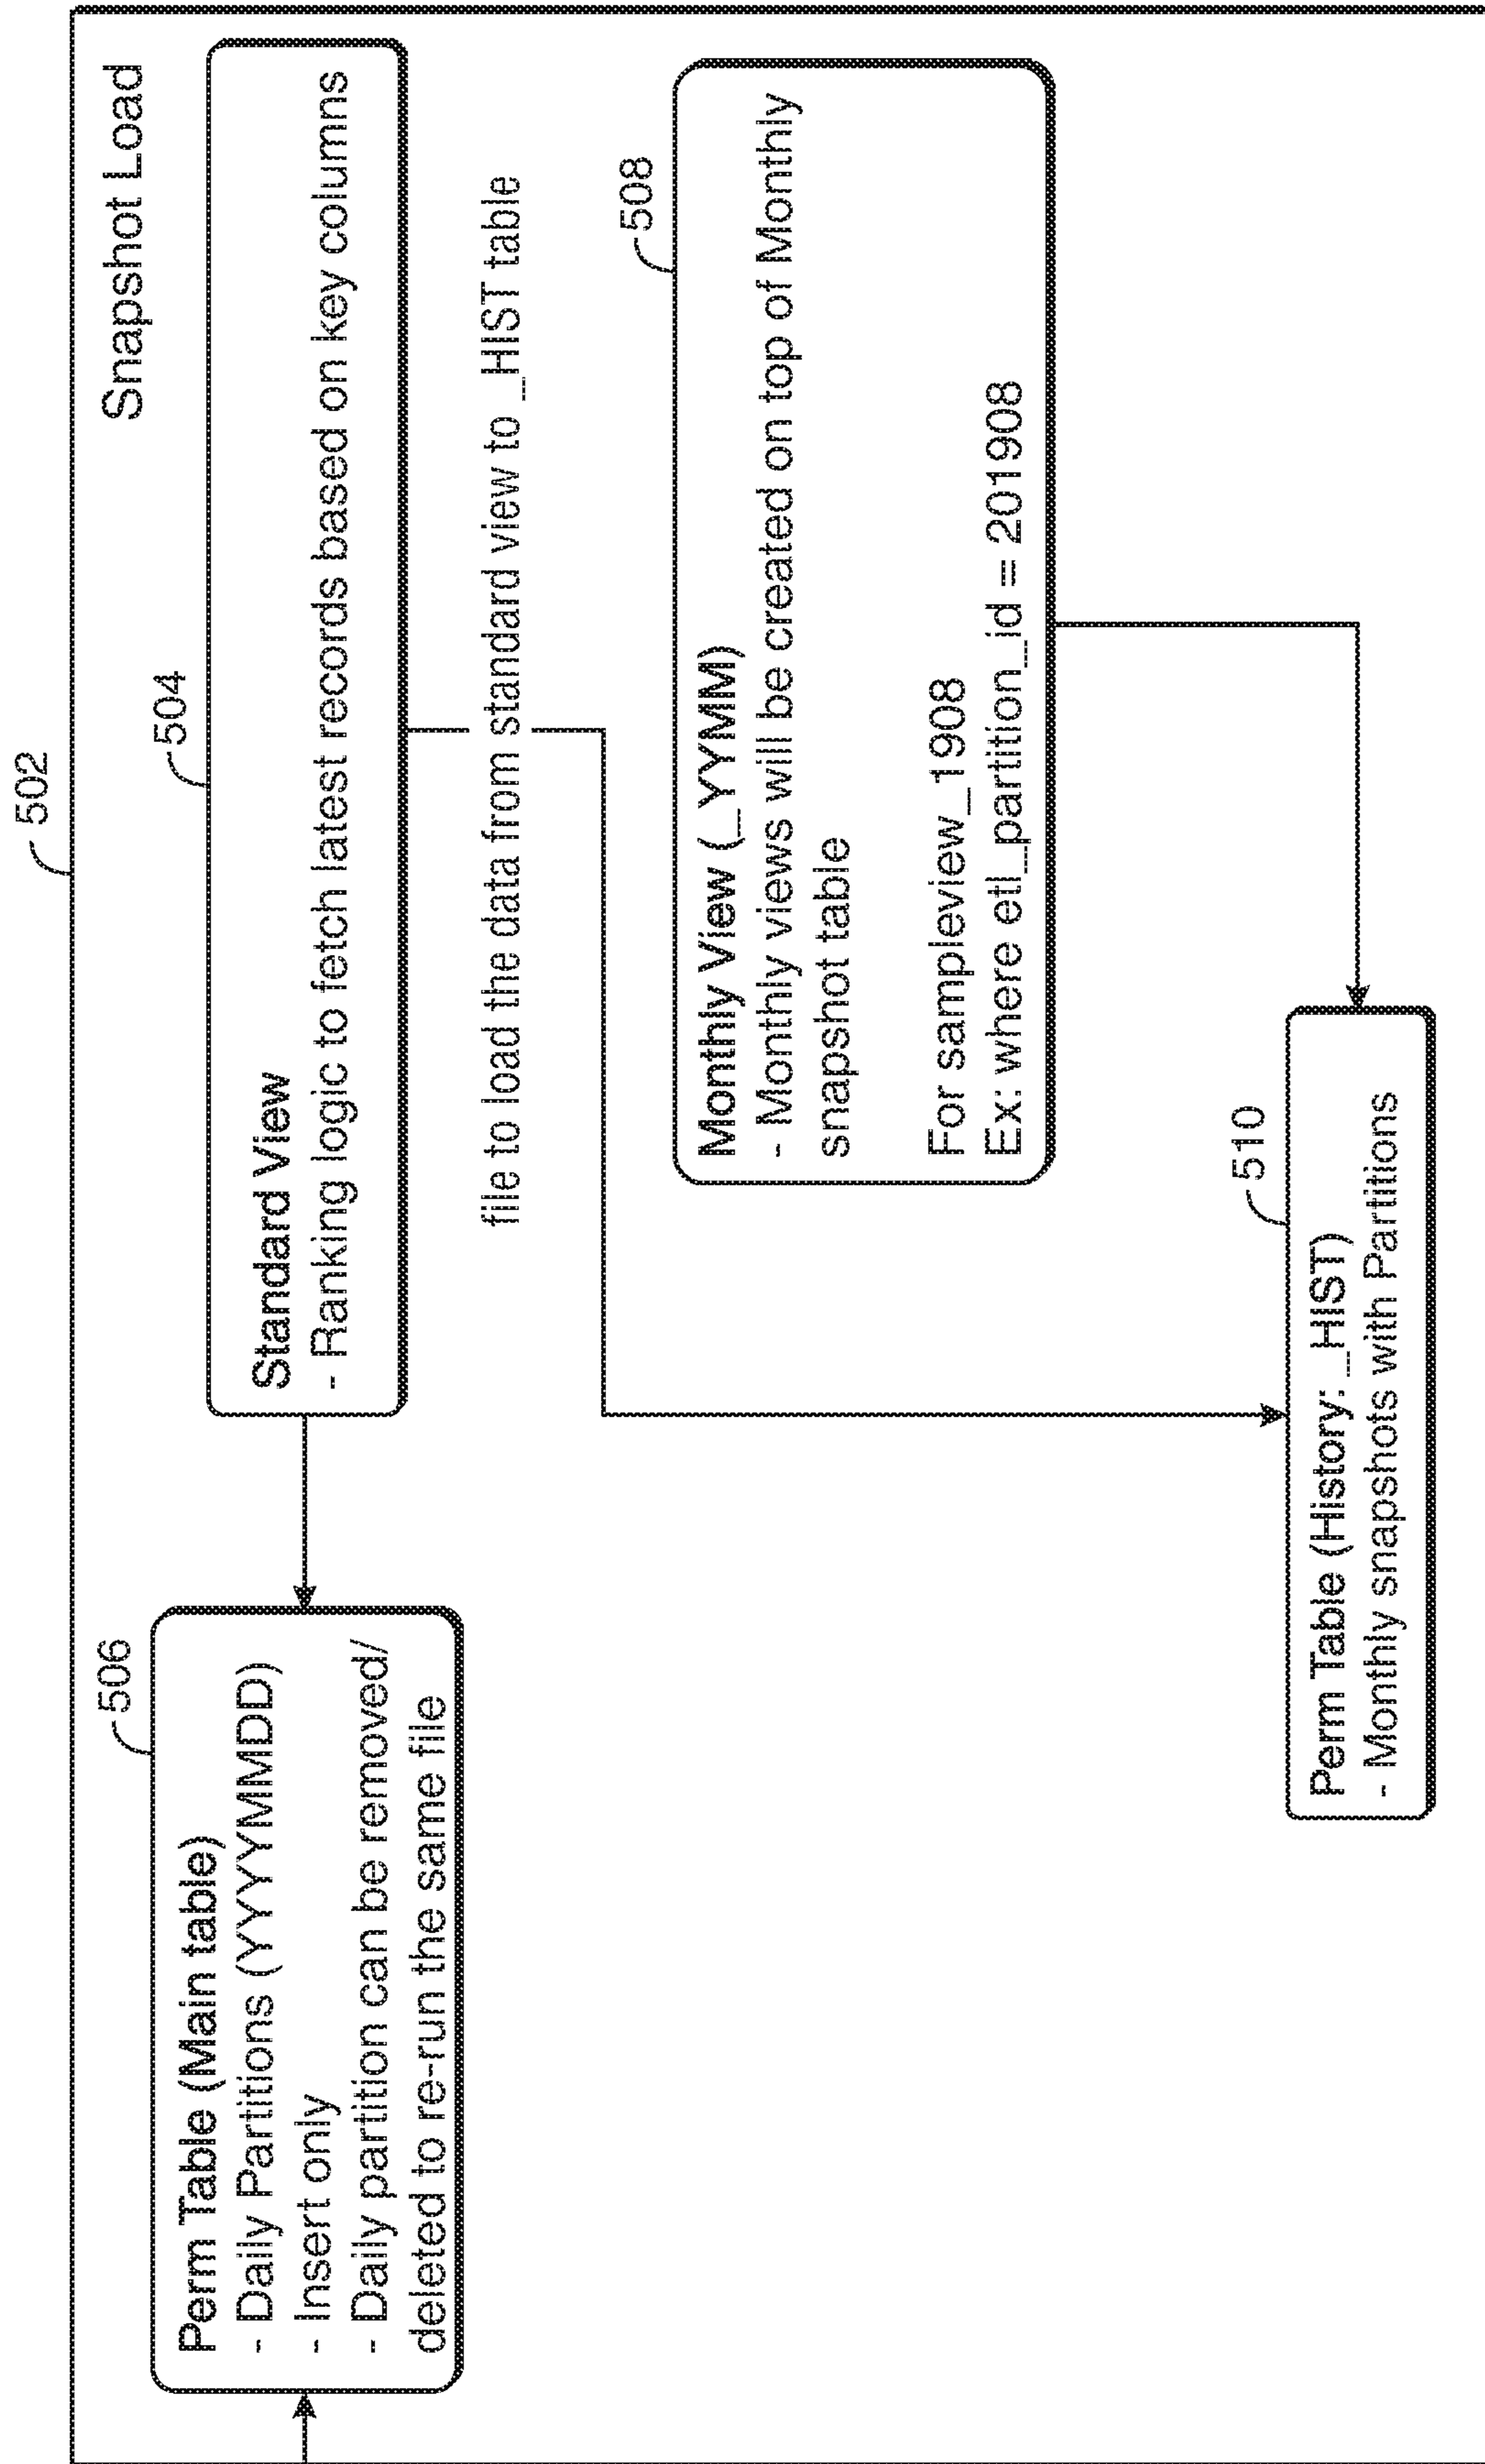 502
Snapshot Load
506
Perm Table (Main table)
- Daily Partitions (YYYYMMDD)
- Insert only
- Daily partition can be removed/
deleted to re-run the same file
504
Standard View
- Ranking logic to fetch latest records based on key columns
file to load the data from standard view to _HIST table
508
Monthly View (_YYMM)
- Monthly views will be created on top of Monthly
snapshot table
For sampleview_1908
Ex: where etl_partition_id = 201908
510
Perm Table (History: _HIST)
- Monthly snapshots with Partitions